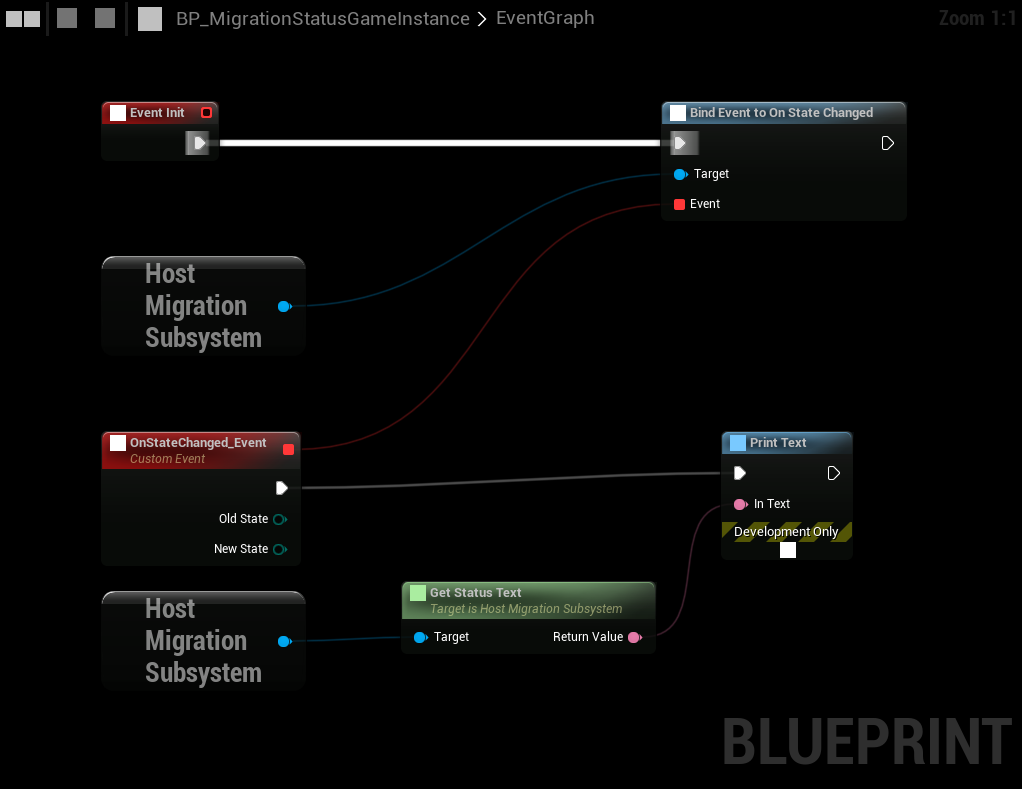 BP_MigrationStatusGameInstance > EventGraph
Zoom 1:1
Event Init
Bind Event to On State Changed
Target
Event
Host
Migration
Subsystem
OnStateChanged_Event
Custom Event
Old State
New State
Print Text
In Text
Development Only
Host
Migration
Subsystem
Get Status Text
Target is Host Migration Subsystem
Target
Return Value
BLUEPRINT